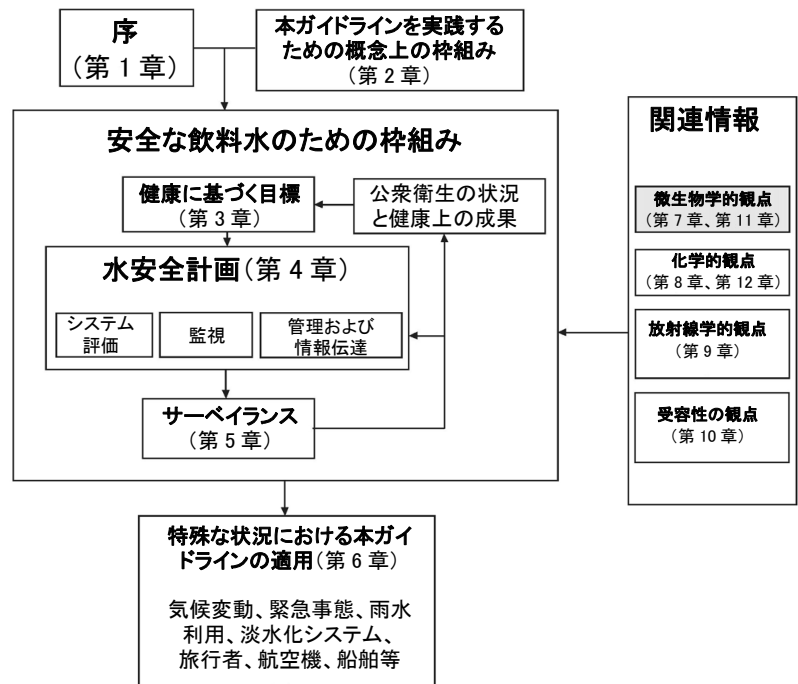 序
(第 1 章)
本ガイドラインを実践する
ための概念上の枠組み
(第 2 章)
安全な飲料水のための枠組み
健康に基づく目標
(第 3 章)
公衆衛生の状況
と健康上の成果
水安全計画(第 4 章)
システム
評価
監視
管理および
情報伝達
サーベイランス
(第 5 章)
関連情報
微生物学的観点
(第 7 章、第 11 章)
化学的観点
(第 8 章、第 12 章)
放射線学的観点
(第 9 章)
受容性の観点
(第 10 章)
特殊な状況における本ガイ
ドラインの適用(第 6 章)
気候変動、緊急事態、雨水
利用、淡水化システム、
旅行者、航空機、船舶等